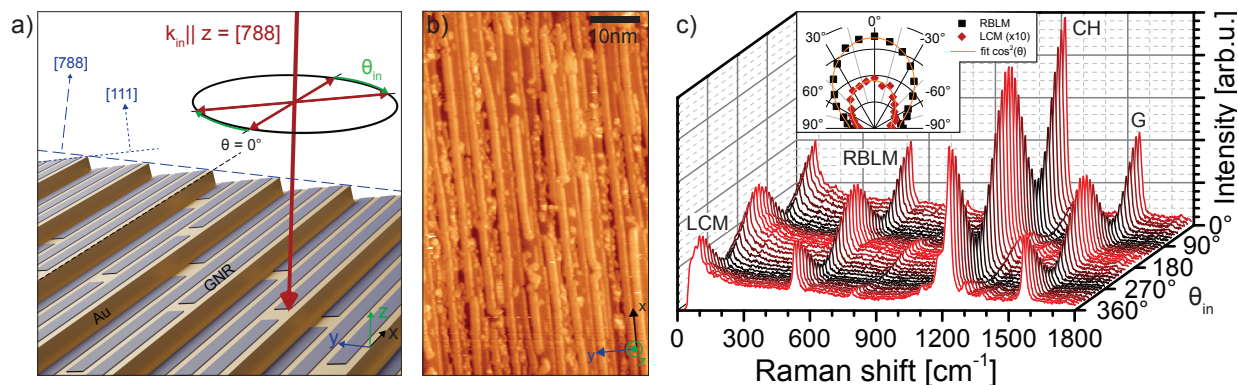 a)
k_in|| z = [788]
θ_in
[788]
[111]
θ = 0°
GNR
Au
z
x
y
b)
10nm
x
y
z
c)
0°
30°
-30°
60°
-60°
90°
-90°
RBLM
LCM (x10)
fit cos²(θ)
CH
G
RBLM
LCM
Intensity [arb.u.]
0°
90°
180
270°
360°
θ_in
0 300 600 900 1200 1500 1800
Raman shift [cm⁻¹]